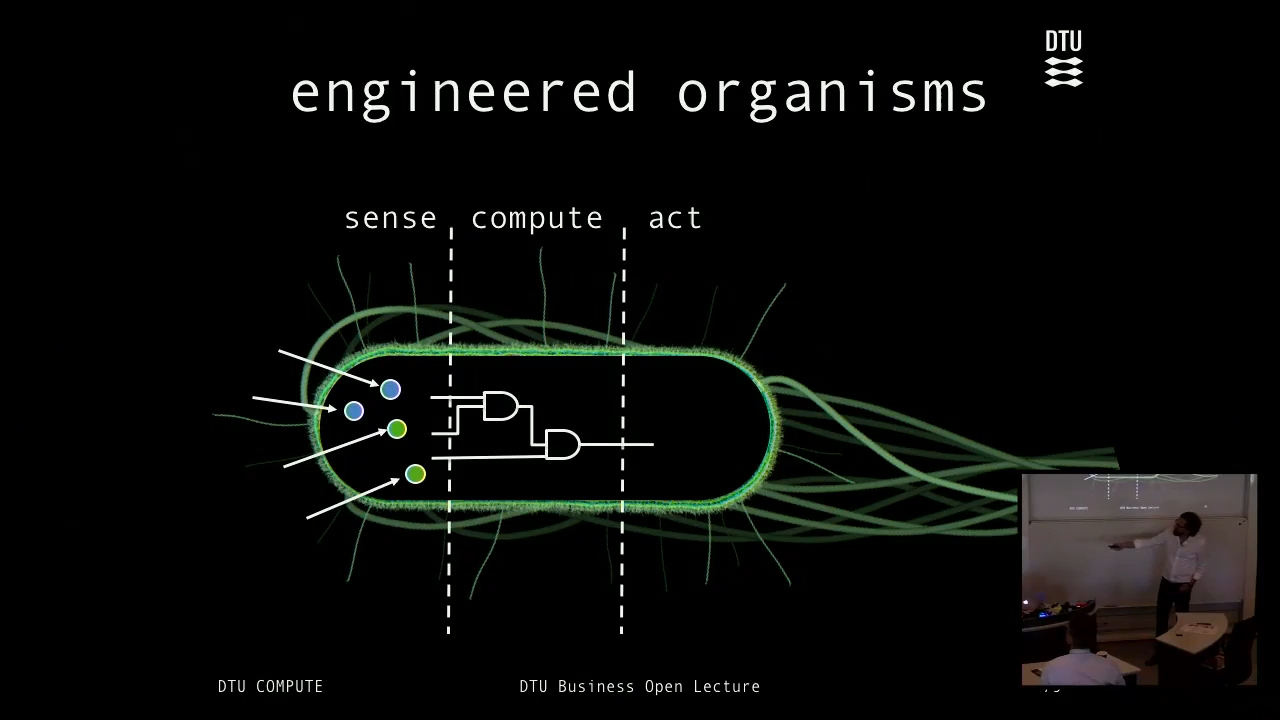 DTU
engineered organisms
sense compute act
DTU COMPUTE
DTU Business Open Lecture